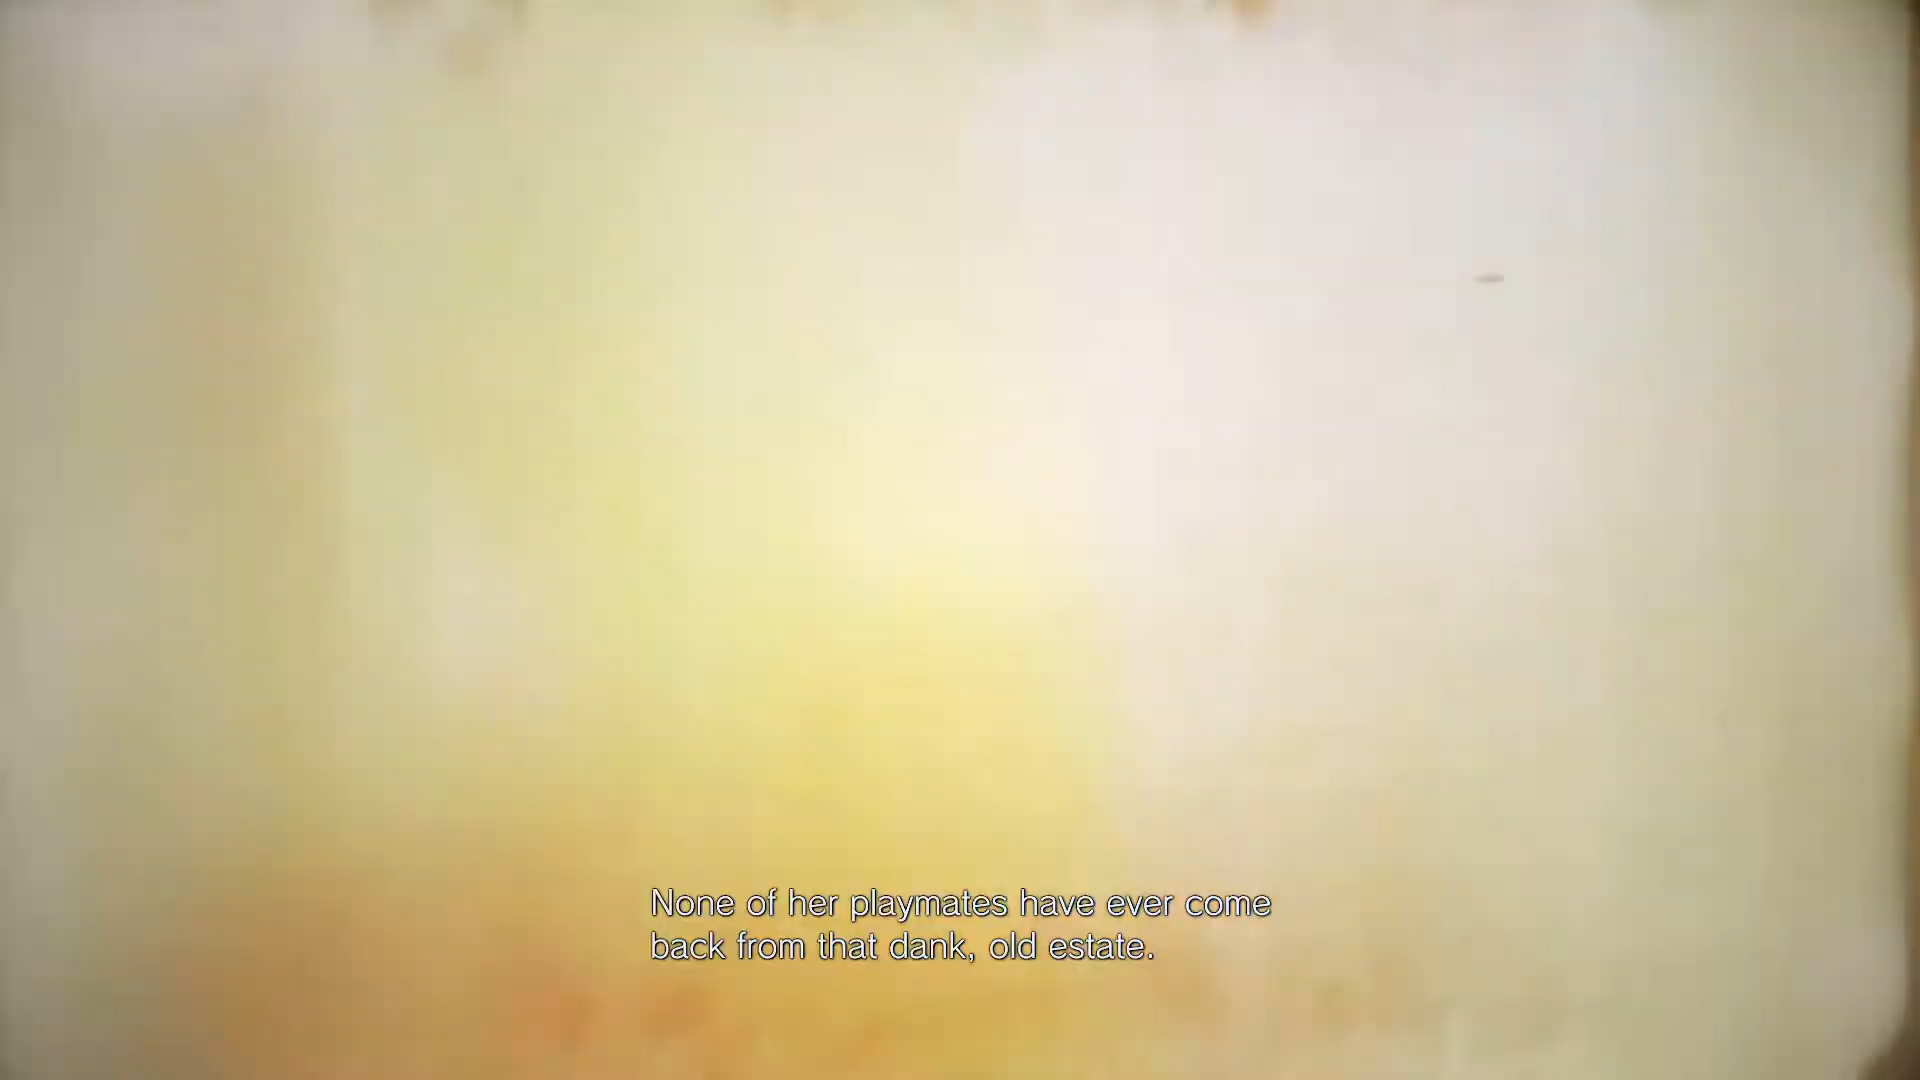 None of her playmates have ever come
back from that dank, old estate.